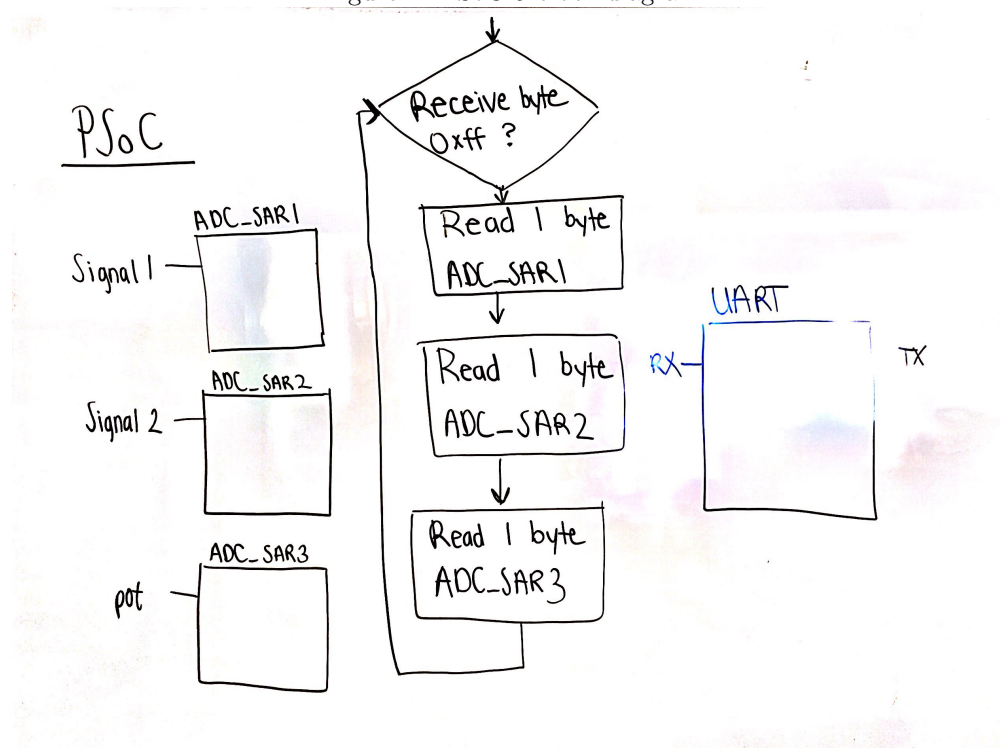 PSoC
Receive byte
0xff ?
ADC_SAR1
Signal 1
Read 1 byte
ADC_SAR1
UART
RX
TX
ADC_SAR2
Signal 2
Read 1 byte
ADC_SAR2
ADC_SAR3
pot
Read 1 byte
ADC_SAR3